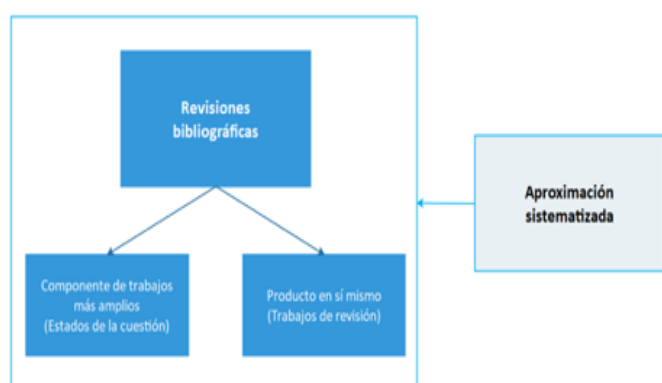 Revisiones
bibliográficas
Aproximación
sistematizada
Componente de trabajos
más amplios
(Estados de la cuestión)
Producto en sí mismo
(Trabajos de revisión)